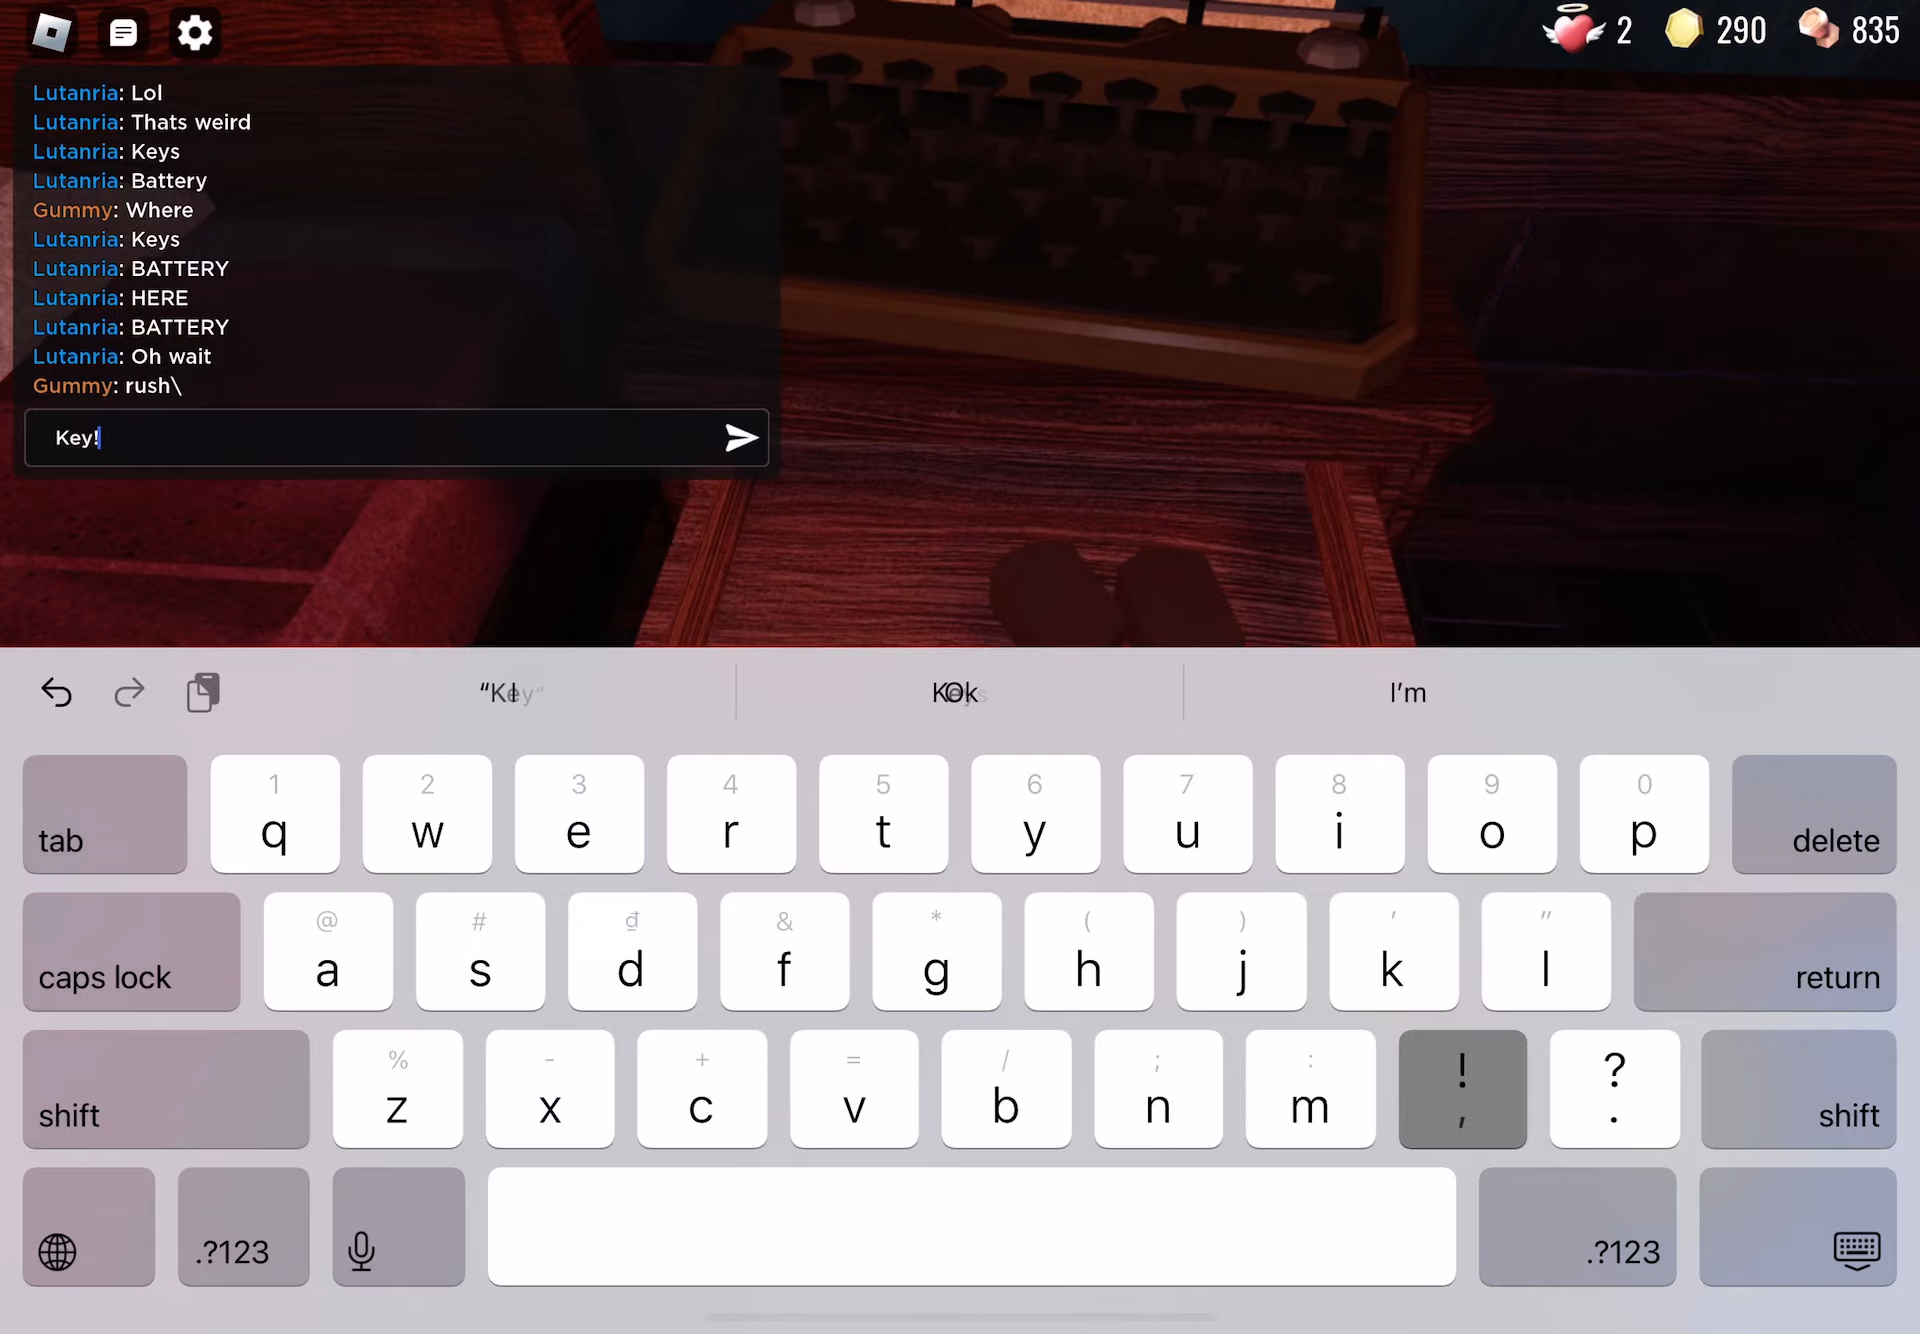 2 290 835
Lutanria: Lol
Lutanria: Thats weird
Lutanria: Keys
Lutanria: Battery
Gummy: Where
Lutanria: Keys
Lutanria: BATTERY
Lutanria: HERE
Lutanria: BATTERY
Lutanria: Oh wait
Gummy: rush\
Key!
I’m
1 2 3 4 5 6 7 8 9 0
tab q w e r t y u i o p delete
@ # ₫ & * ( ) ' "
caps lock a s d f g h j k l return
% - + = / ; : ! ?
shift z x c v b n m , . shift
.?123 .?123